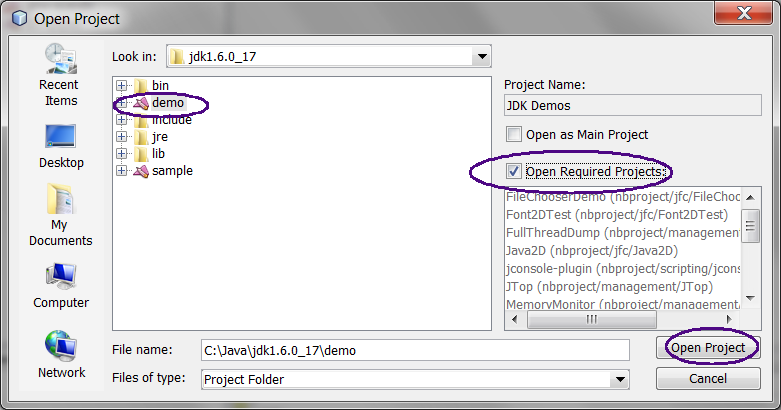 Open Project
Look in:
jdk1.6.0_17
Recent
Items
Desktop
My
Documents
Computer
Network
bin
demo
include
jre
lib
sample
Project Name:
JDK Demos
Open as Main Project
Open Required Projects:
FileChooserDemo (nbproject/jfc/FileChoo
Font2DTest (nbproject/jfc/Font2DTest)
FullThreadDump (nbproject/management
Java2D (nbproject/jfc/Java2D)
jconsole-plugin (nbproject/scripting/jcons
JTop (nbproject/management/JTop)
MemoryMonitor (nbproject/management/
File name:
C:\Java\jdk1.6.0_17\demo
Open Project
Files of type:
Project Folder
Cancel